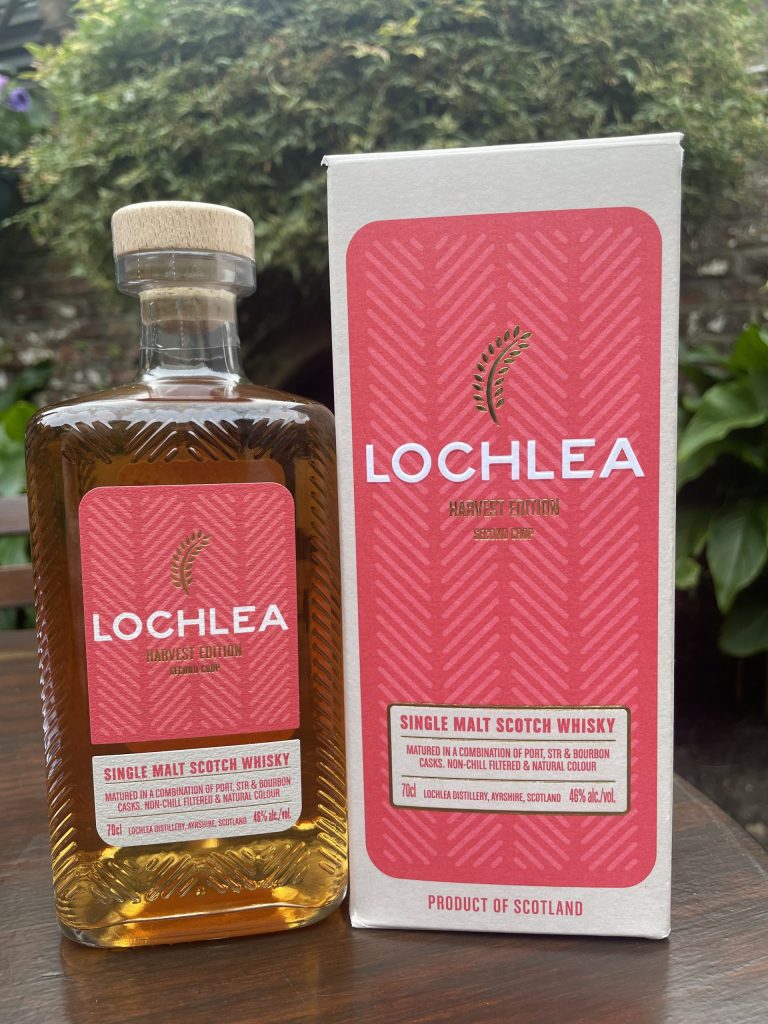 LOCHLEA
HARVEST EDITION
SECOND CROP
SINGLE MALT SCOTCH WHISKY
MATURED IN A COMBINATION OF PORT, STR & BOURBON
CASKS. NON-CHILL FILTERED & NATURAL COLOUR
70cl LOCHLEA DISTILLERY, AYRSHIRE, SCOTLAND 46% alc./vol.
LOCHLEA
HARVEST EDITION
SECOND CROP
SINGLE MALT SCOTCH WHISKY
MATURED IN A COMBINATION OF PORT, STR & BOURBON
CASKS. NON-CHILL FILTERED & NATURAL COLOUR
70cl LOCHLEA DISTILLERY, AYRSHIRE, SCOTLAND 46% alc./vol.
PRODUCT OF SCOTLAND